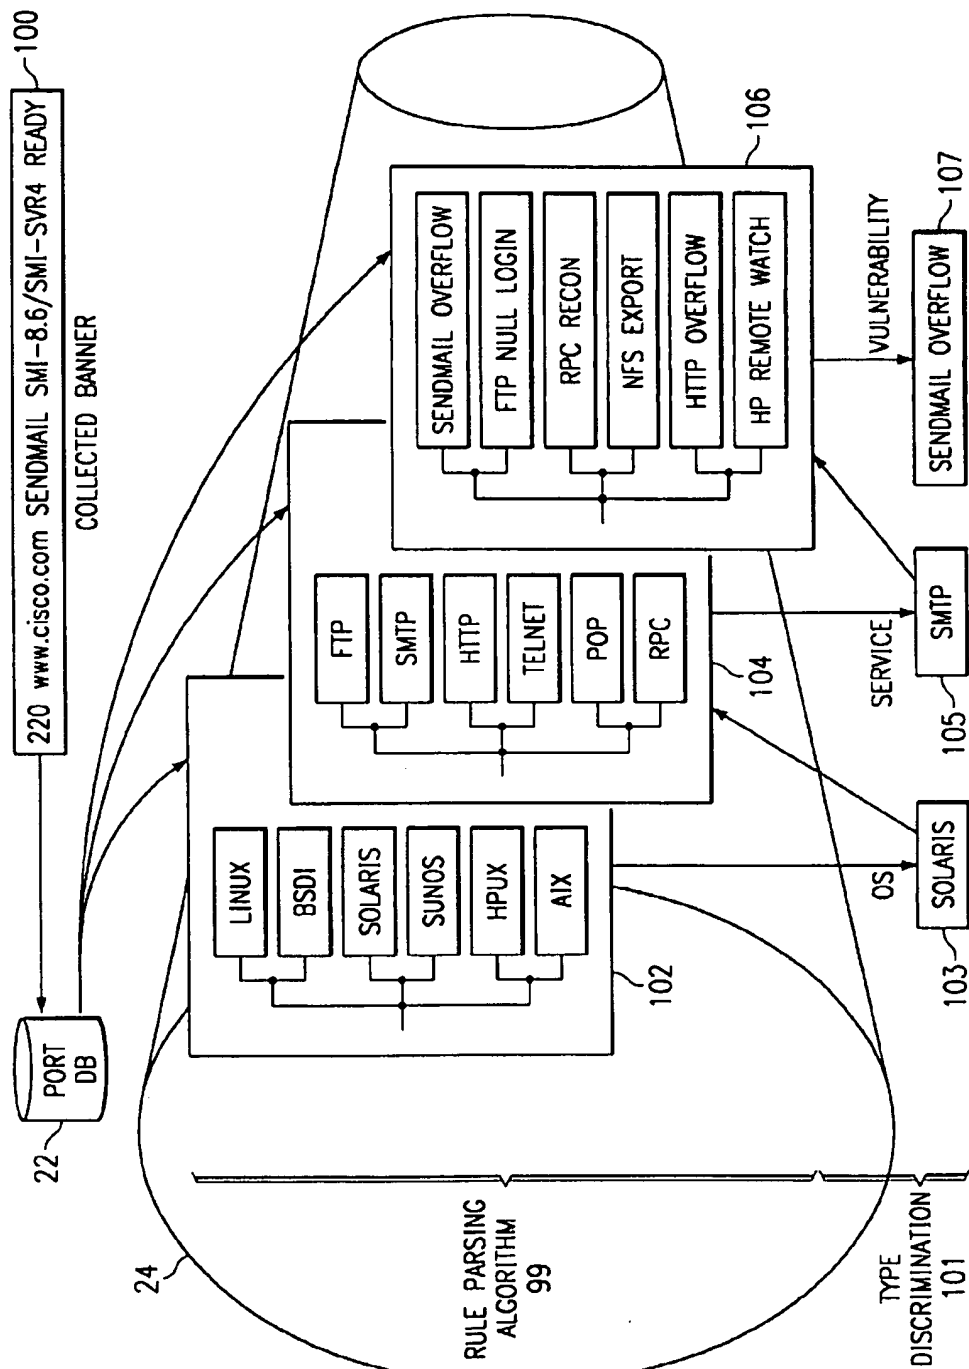 220 www.cisco.com SENDMAIL SMI-8.6/SMI-SVR4 READY
100
COLLECTED BANNER
PORT
DB
22
24
RULE PARSING
ALGORITHM
99
TYPE
DISCRIMINATION
101
LINUX
BSDI
SOLARIS
SUNOS
HPUX
AIX
102
OS
SOLARIS
103
FTP
SMTP
HTTP
TELNET
POP
RPC
104
SERVICE
SMTP
105
SENDMAIL OVERFLOW
FTP NULL LOGIN
RPC RECON
NFS EXPORT
HTTP OVERFLOW
HP REMOTE WATCH
106
VULNERABILITY
SENDMAIL OVERFLOW
107